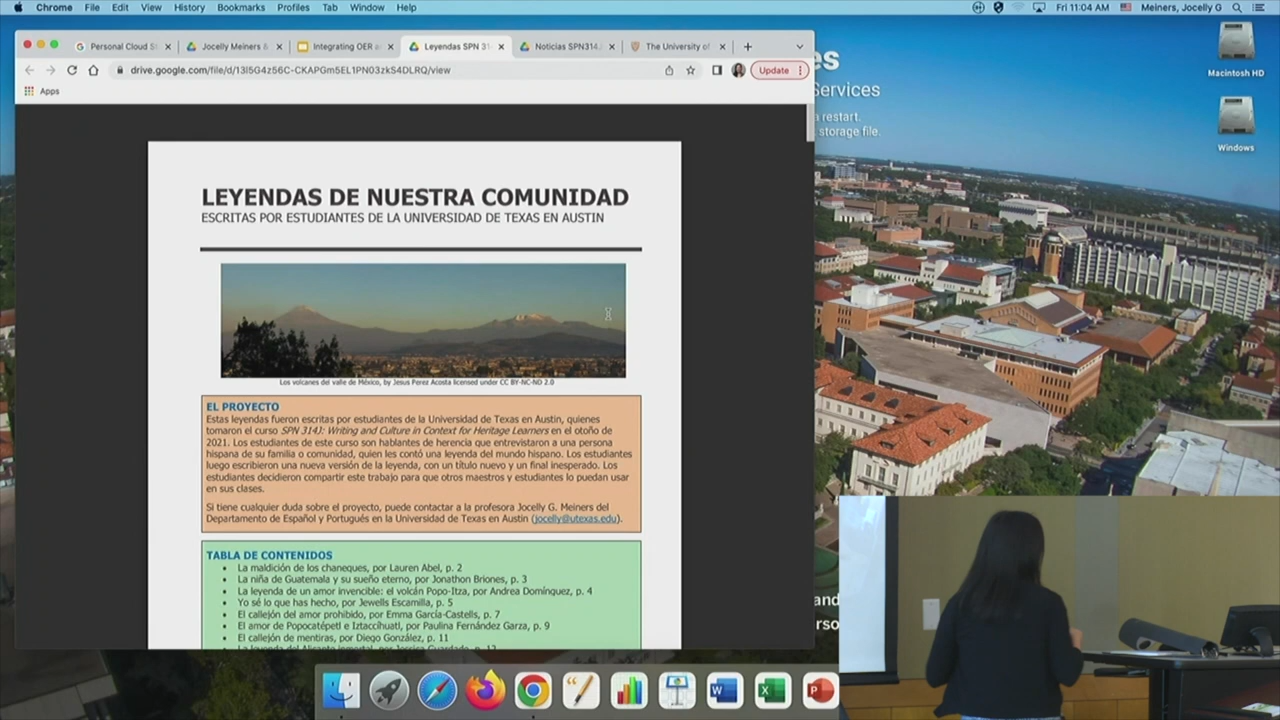 Chrome File Edit View History Bookmarks Profiles Tab Window Help
Fri 11:04 AM Meiners, Jocelly G
Personal Cloud
Jocelly Meiners &
Integrating OER
Leyendas SPN 31
Noticias SPN314
The University of
drive.google.com/file/d/13I5G4z56C-CKAPGm5EL1PN03zkS4DLRQ/view
Update
Apps
es
Services
a restart.
storage file.
Macintosh HD
Windows
LEYENDAS DE NUESTRA COMUNIDAD
ESCRITAS POR ESTUDIANTES DE LA UNIVERSIDAD DE TEXAS EN AUSTIN
Los volcanes del valle de México, by Jesus Perez Acosta licensed under CC BY-NC-ND 2.0
EL PROYECTO
Estas leyendas fueron escritas por estudiantes de la Universidad de Texas en Austin, quienes
tomaron el curso SPN 314J: Writing and Culture in Context for Heritage Learners en el otoño de
2021. Los estudiantes de este curso son hablantes de herencia que entrevistaron a una persona
hispana de su familia o comunidad, quien les contó una leyenda del mundo hispano. Los estudiantes
luego escribieron una nueva versión de la leyenda, con un título nuevo y un final inesperado. Los
estudiantes decidieron compartir este trabajo para que otros maestros y estudiantes lo puedan usar
en sus clases.
Si tiene cualquier duda sobre el proyecto, puede contactar a la profesora Jocelly G. Meiners del
Departamento de Español y Portugués en la Universidad de Texas en Austin (jocelly@utexas.edu).
TABLA DE CONTENIDOS
• La maldición de los chaneques, por Lauren Abel, p. 2
• La niña de Guatemala y su sueño eterno, por Jonathon Briones, p. 3
• La leyenda de un amor invencible: el volcán Popo-Itza, por Andrea Domínguez, p. 4
• Yo sé lo que has hecho, por Jewells Escamilla, p. 5
• El callejón del amor prohibido, por Emma García-Castells, p. 7
• El amor de Popocatépetl e Iztaccíhuatl, por Paulina Fernández Garza, p. 9
• El callejón de mentiras, por Diego González, p. 11
• La leyenda del Alicante inmortal, por Jessica Guardado, p. 12
and
erso